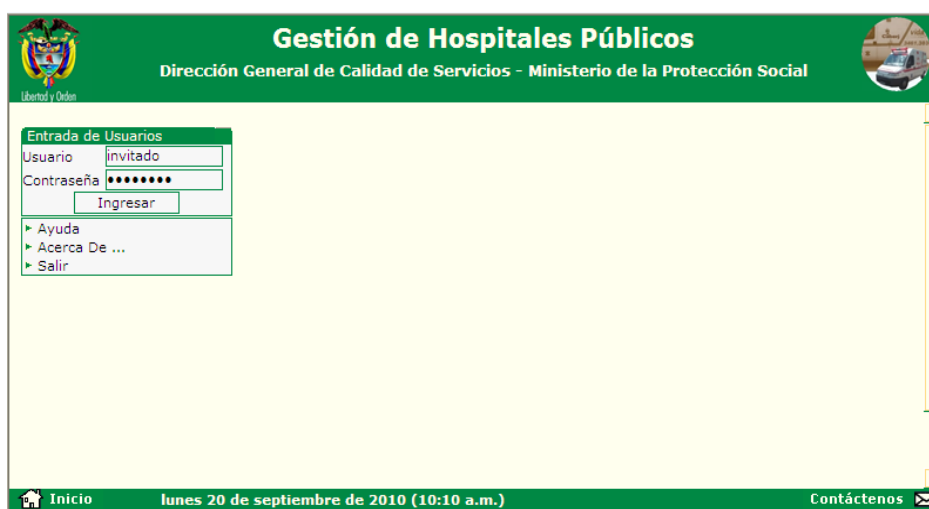 Gestión de Hospitales Públicos
Dirección General de Calidad de Servicios - Ministerio de la Protección Social
Libertad y Orden
Entrada de Usuarios
Usuario invitado
Contraseña ••••••••
Ingresar
Ayuda
Acerca De ...
Salir
Inicio lunes 20 de septiembre de 2010 (10:10 a.m.) Contáctenos